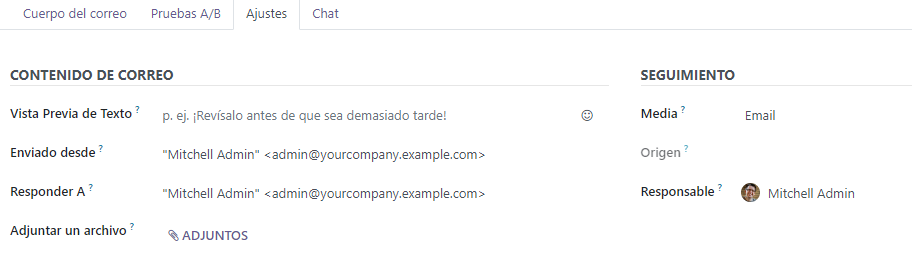 Cuerpo del correo Pruebas A/B Ajustes Chat
CONTENIDO DE CORREO
Vista Previa de Texto ? p. ej. ¡Revísalo antes de que sea demasiado tarde!
Enviado desde ? "Mitchell Admin" <admin@yourcompany.example.com>
Responder A ? "Mitchell Admin" <admin@yourcompany.example.com>
Adjuntar un archivo ? ADJUNTOS
SEGUIMIENTO
Media ? Email
Origen ?
Responsable ? Mitchell Admin